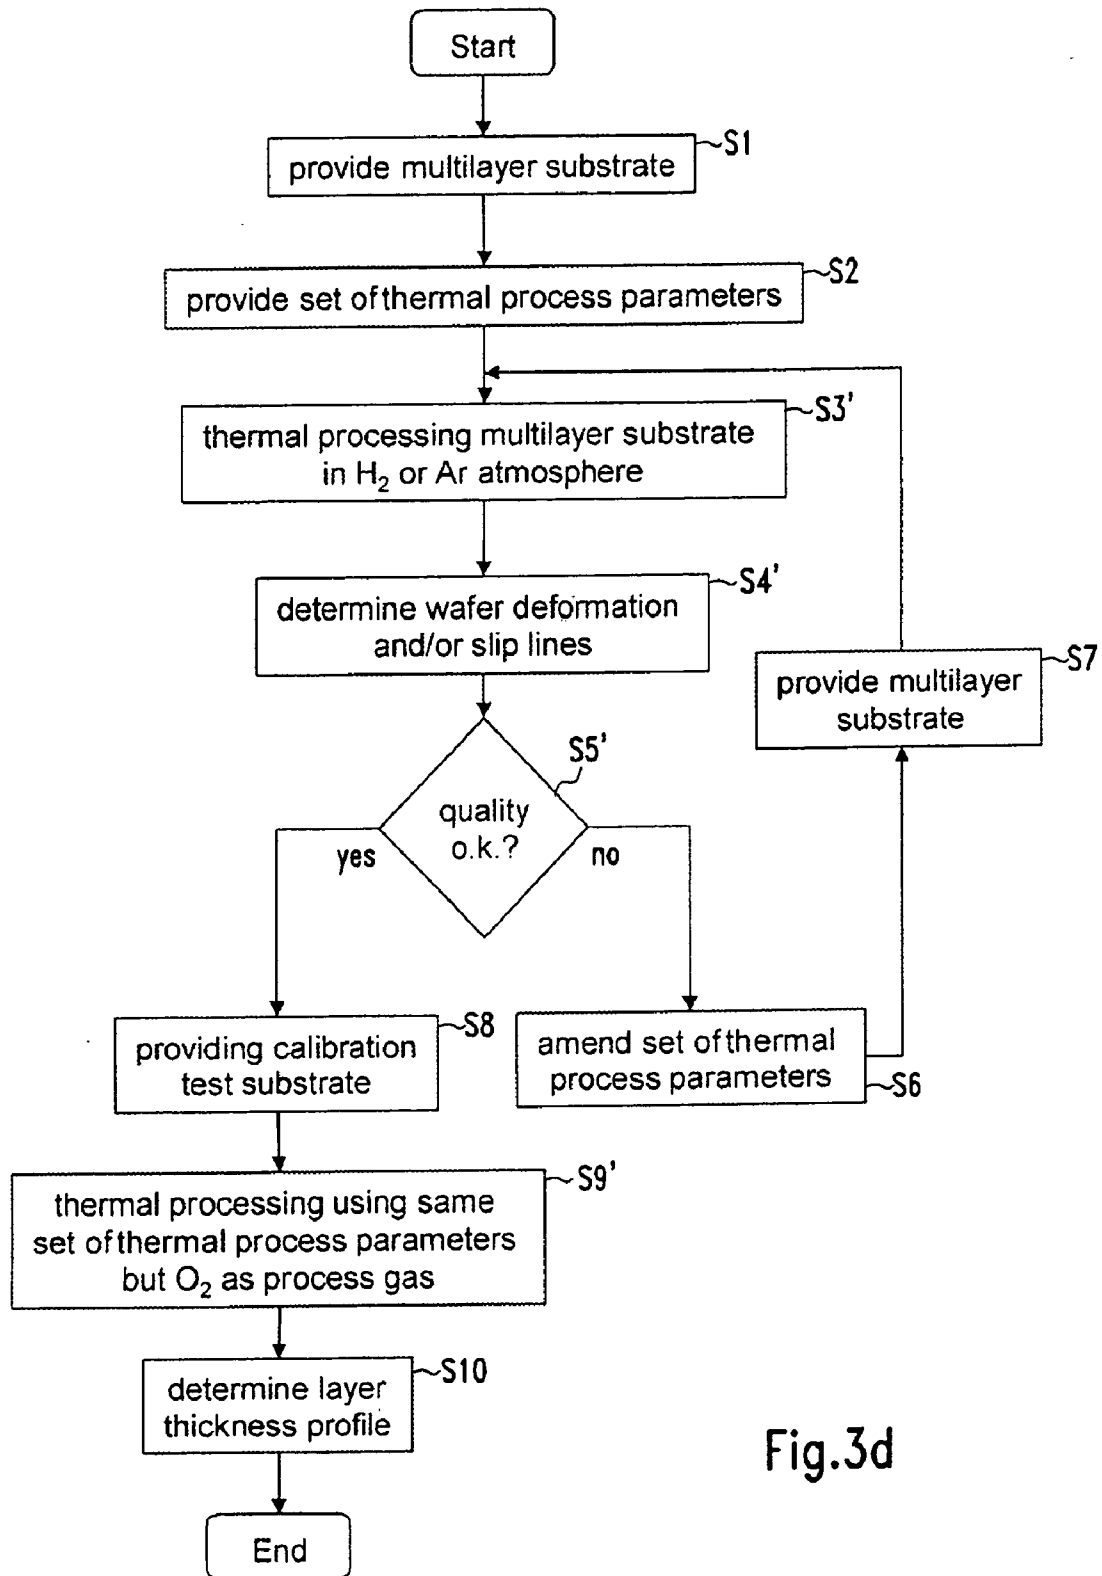 Start
provide multilayer substrate
S1
provide set of thermal process parameters
S2
thermal processing multilayer substrate
in H₂ or Ar atmosphere
S3'
determine wafer deformation
and/or slip lines
S4'
quality
o.k.?
S5'
yes
no
provide multilayer
substrate
S7
amend set of thermal
process parameters
S6
providing calibration
test substrate
S8
thermal processing using same
set of thermal process parameters
but O₂ as process gas
S9'
determine layer
thickness profile
S10
End
Fig.3d